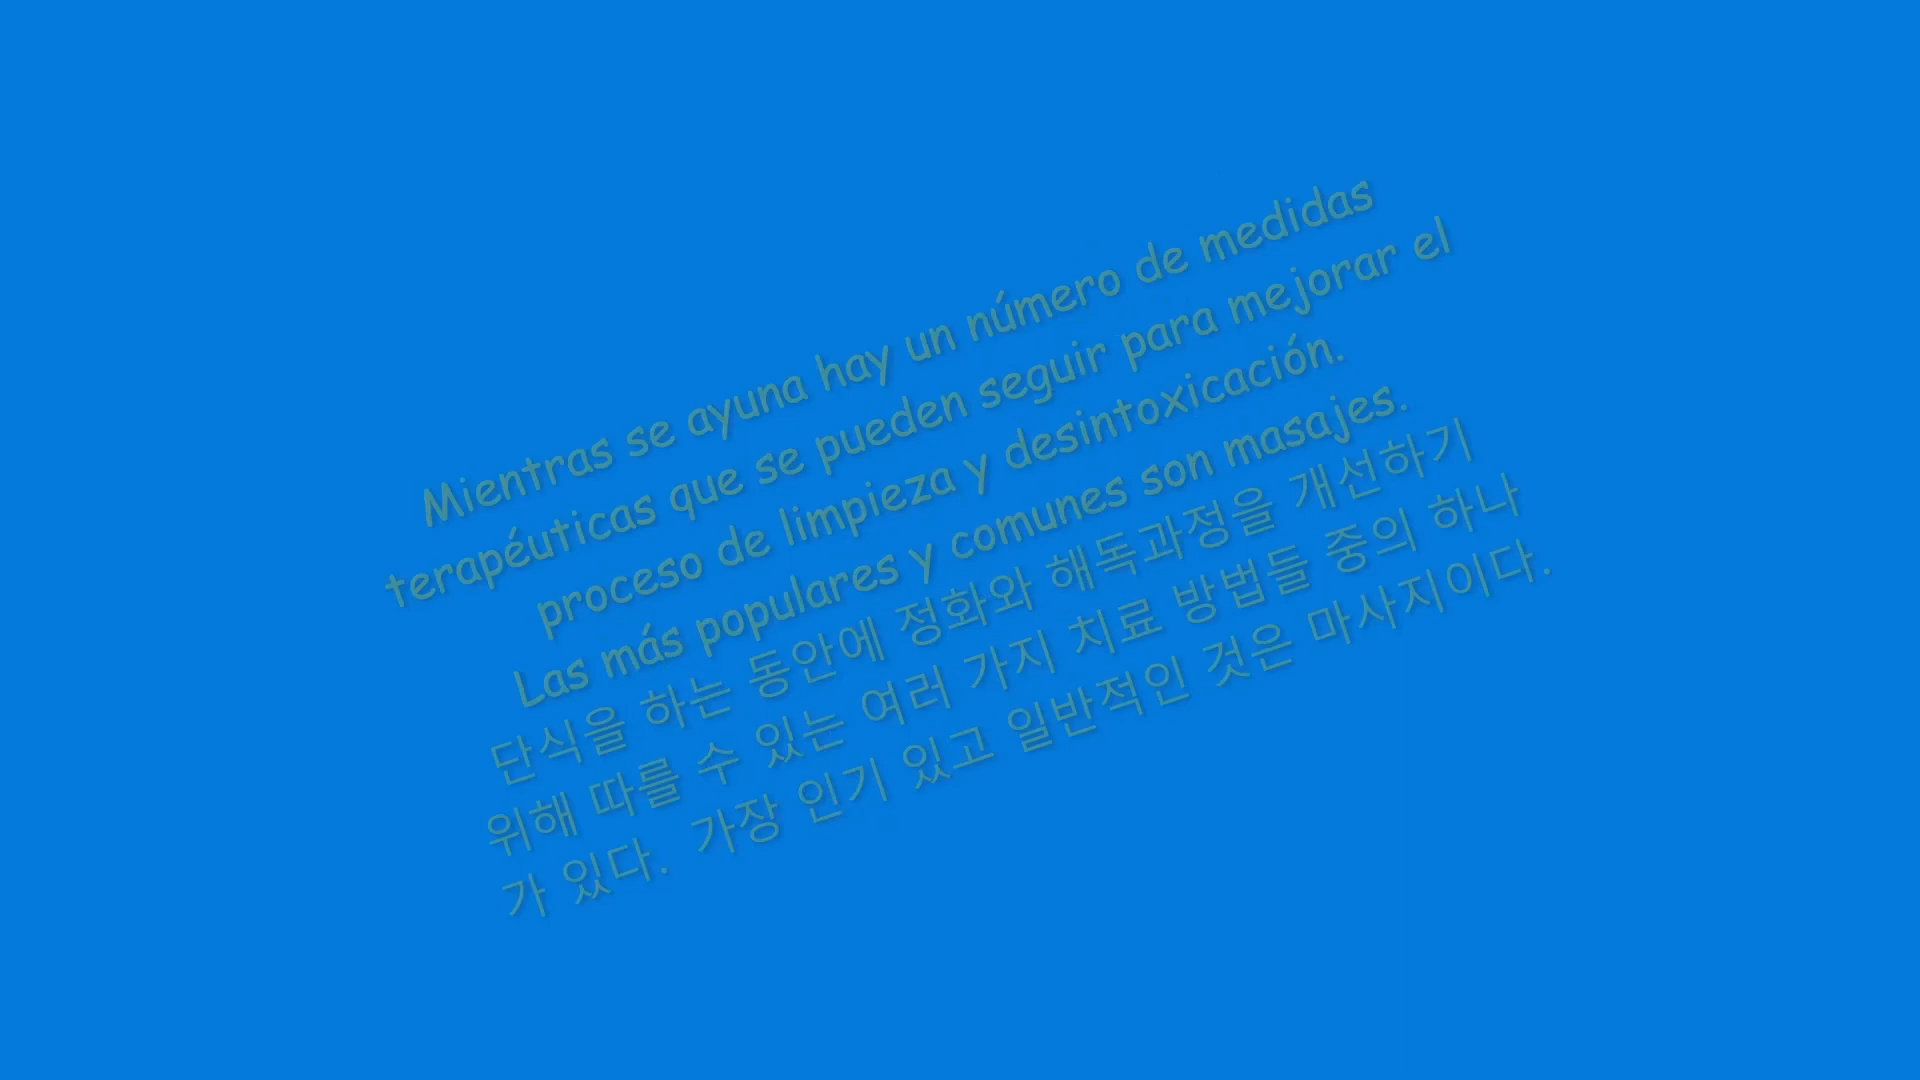 Mientras se ayuna hay un número de medidas
terapéuticas que se pueden seguir para mejorar el
proceso de limpieza y desintoxicación.
Las más populares y comunes son masajes.
단식을 하는 동안에 정화와 해독과정을 개선하기
위해 따를 수 있는 여러 가지 치료 방법들 중의 하나
가 있다. 가장 인기 있고 일반적인 것은 마사지이다.